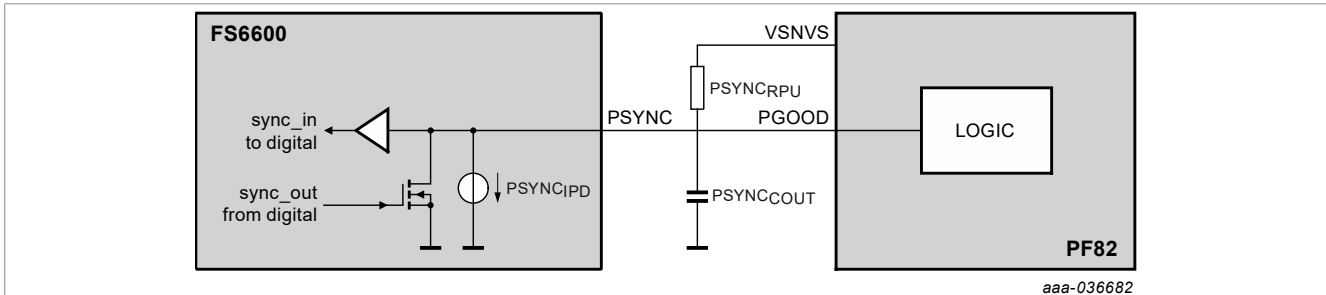 FS6600
VSNVS
PSYNCRPU
sync_in
to digital
PSYNC
PGOOD
LOGIC
sync_out
from digital
PSYNCIPD
PSYNCCOUT
PF82
aaa-036682